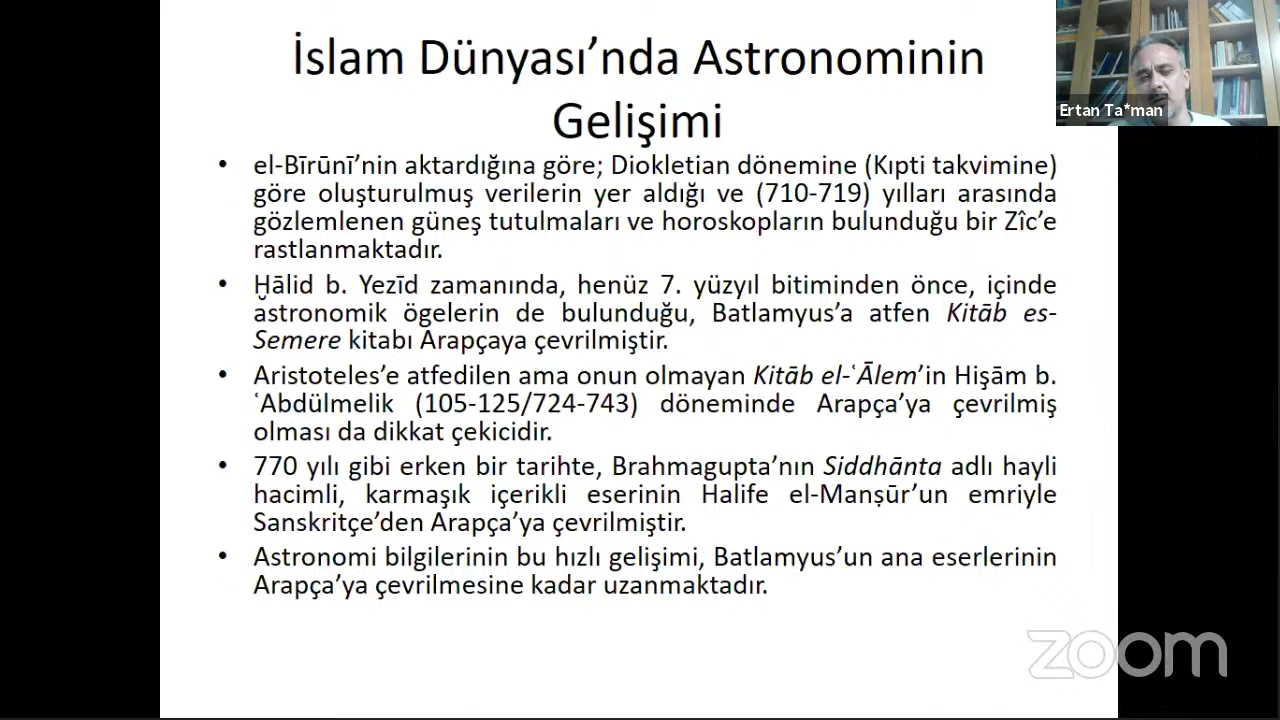 İslam Dünyası’nda Astronominin
Gelişimi
Ertan Ta*man
• el-Bīrūnī’nin aktardığına göre; Diokletian dönemine (Kıpti takvimine)
göre oluşturulmuş verilerin yer aldığı ve (710-719) yılları arasında
gözlemlenen güneş tutulmaları ve horoskopların bulunduğu bir Zîc’e
rastlanmaktadır.
• Ḫālid b. Yezīd zamanında, henüz 7. yüzyıl bitiminden önce, içinde
astronomik ögelerin de bulunduğu, Batlamyus’a atfen Kitāb es-
Semere kitabı Arapçaya çevrilmiştir.
• Aristoteles’e atfedilen ama onun olmayan Kitāb el-ʿĀlem’in Hişām b.
ʿAbdülmelik (105-125/724-743) döneminde Arapça’ya çevrilmiş
olması da dikkat çekicidir.
• 770 yılı gibi erken bir tarihte, Brahmagupta’nın Siddhānta adlı hayli
hacimli, karmaşık içerikli eserinin Halife el-Manṣūr’un emriyle
Sanskritçe’den Arapça’ya çevrilmiştir.
• Astronomi bilgilerinin bu hızlı gelişimi, Batlamyus’un ana eserlerinin
Arapça’ya çevrilmesine kadar uzanmaktadır.
zoom